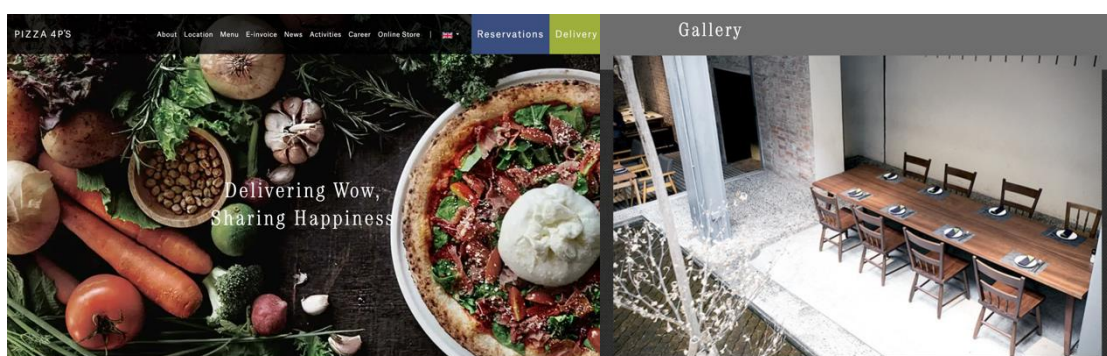 PIZZA 4P'S
About Location Menu E-invoice News Activities Career Online Store | Reservations Delivery
Delivering Wow,
Sharing Happiness
Gallery